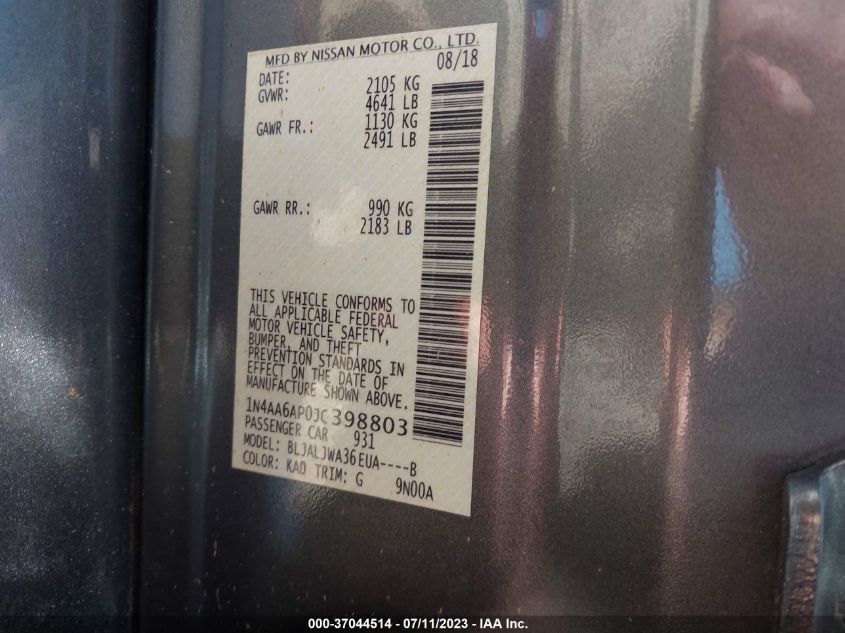 MFD BY NISSAN MOTOR CO., LTD.
DATE: 08/18
GVWR: 2105 KG
4641 LB
GAWR FR.: 1130 KG
2491 LB
GAWR RR.: 990 KG
2183 LB
THIS VEHICLE CONFORMS TO
ALL APPLICABLE FEDERAL
MOTOR VEHICLE SAFETY,
BUMPER, AND THEFT
PREVENTION STANDARDS IN
EFFECT ON THE DATE OF
MANUFACTURE SHOWN ABOVE.
1N4AA6AP0JC398803
PASSENGER CAR 931
MODEL: BLJALJWA36EUA----B
COLOR: KAD TRIM: G 9N00A
000-37044514 - 07/11/2023 - IAA Inc.